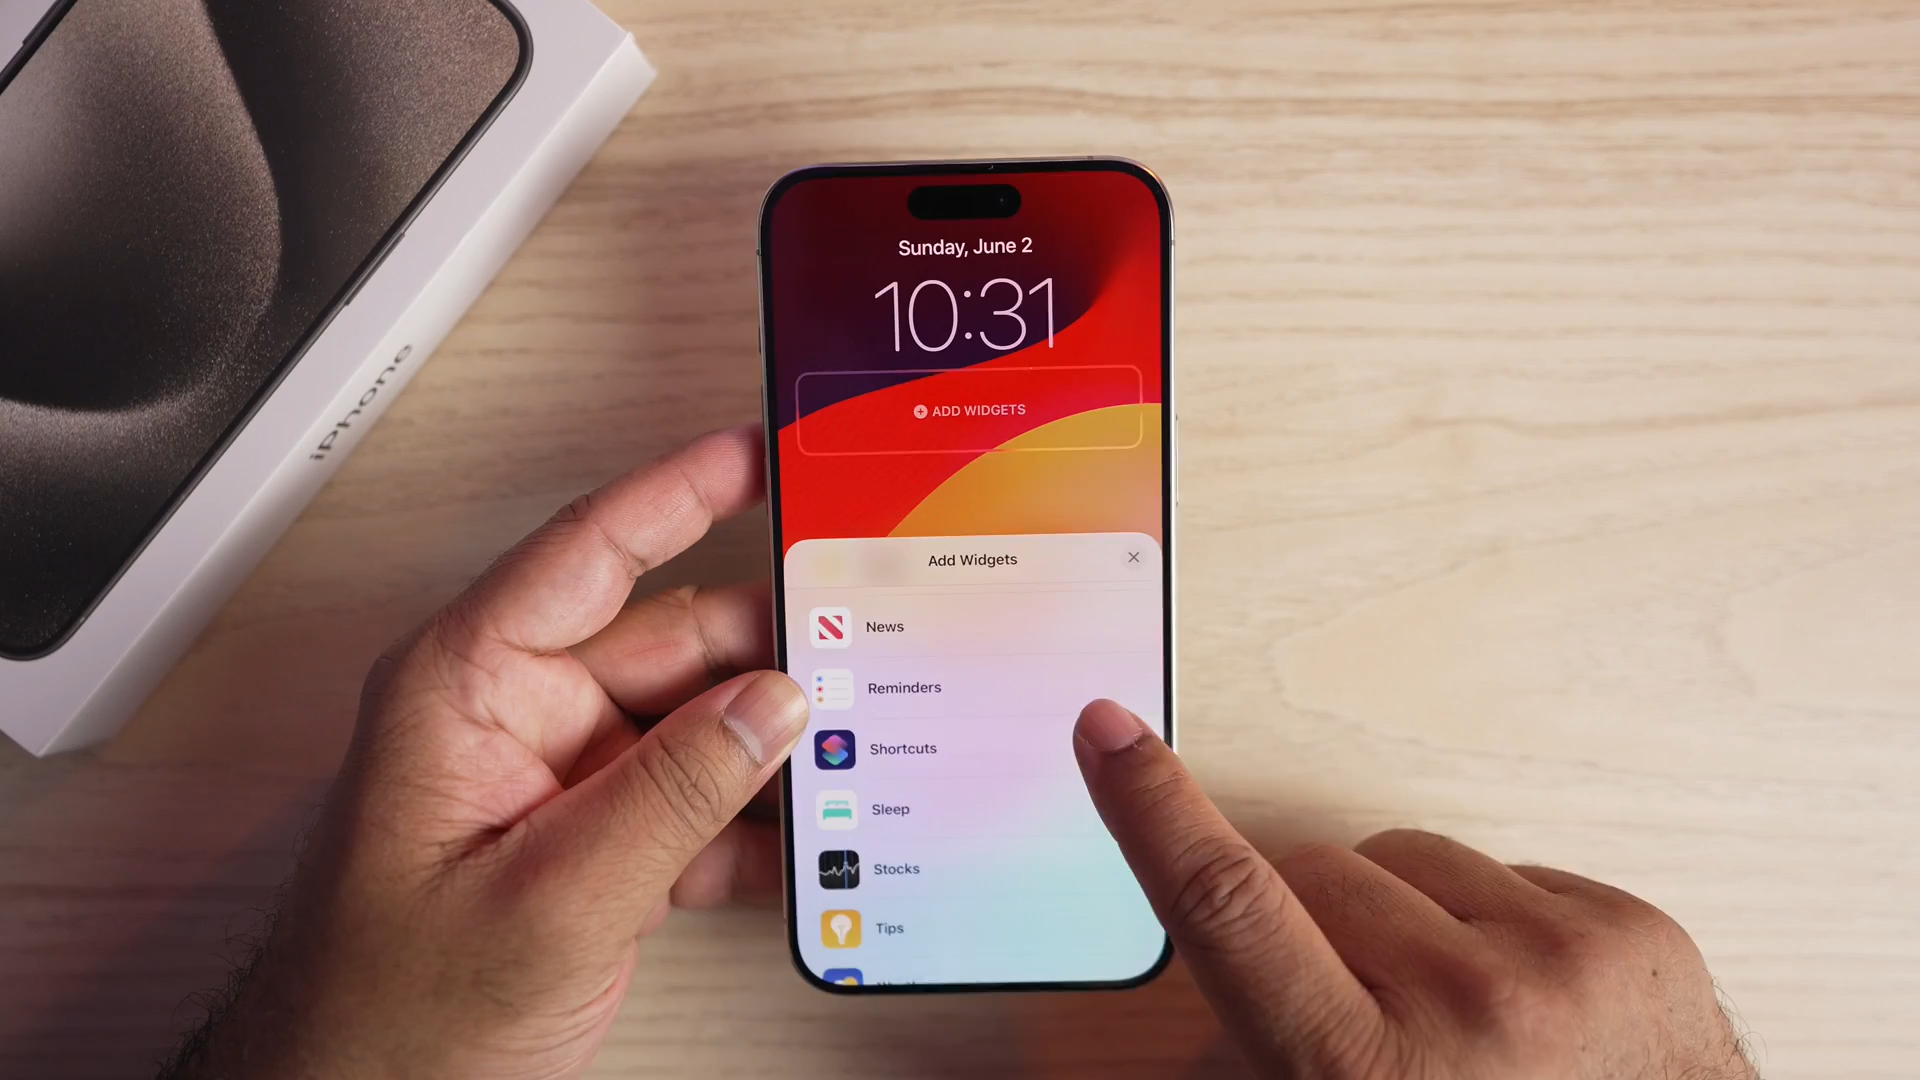 iPhone
Sunday, June 2
10:31
ADD WIDGETS
Add Widgets
News
Reminders
Shortcuts
Sleep
Stocks
Tips